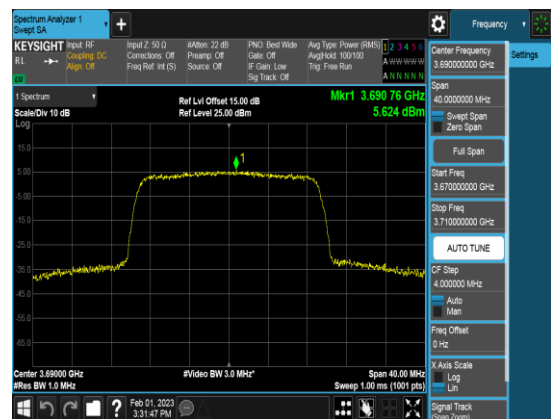 Spectrum Analyzer 1
Swept SA
Frequency
KEYSIGHT
RL
Input: RF
Coupling: DC
Align: Off
Input Z: 50 Ω
Corrections: Off
Freq Ref: Int (S)
#Atten: 22 dB
Preamp: Off
Source: Off
PNO: Best Wide
Gate: Off
IF Gain: Low
Sig Track: Off
Avg Type: Power (RMS)
Avg|Hold: 100/100
Trig: Free Run
1 2 3 4 5 6
A W W W W W
A N N N N N
1 Spectrum
Scale/Div 10 dB
Log
Ref Lvl Offset 15.00 dB
Ref Level 25.00 dBm
Mkr1 3.690 76 GHz
5.624 dBm
1
15.0
5.00
-5.00
-15.0
-25.0
-35.0
-45.0
-55.0
-65.0
Center 3.69000 GHz
#Res BW 1.0 MHz
#Video BW 3.0 MHz*
Span 40.00 MHz
Sweep 1.00 ms (1001 pts)
Feb 01, 2023
3:31:47 PM
Center Frequency
3.690000000 GHz
Span
40.0000000 MHz
Swept Span
Zero Span
Full Span
Start Freq
3.670000000 GHz
Stop Freq
3.710000000 GHz
AUTO TUNE
CF Step
4.000000 MHz
Auto
Man
Freq Offset
0 Hz
X Axis Scale
Log
Lin
Signal Track
(Span Zoom)
Settings